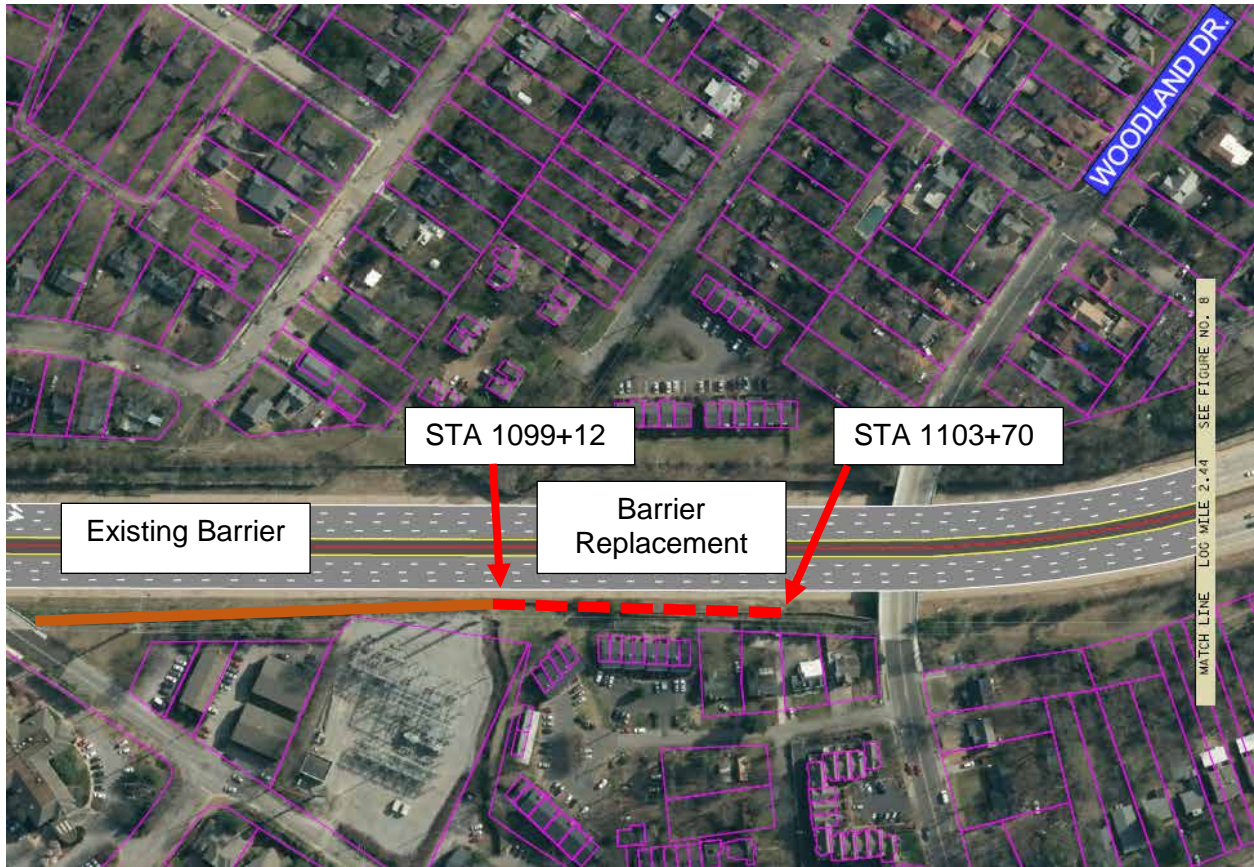 WOODLAND DR.
STA 1099+12
STA 1103+70
Existing Barrier
Barrier
Replacement
MATCH LINE LOG MILE 2.44 SEE FIGURE NO. 8